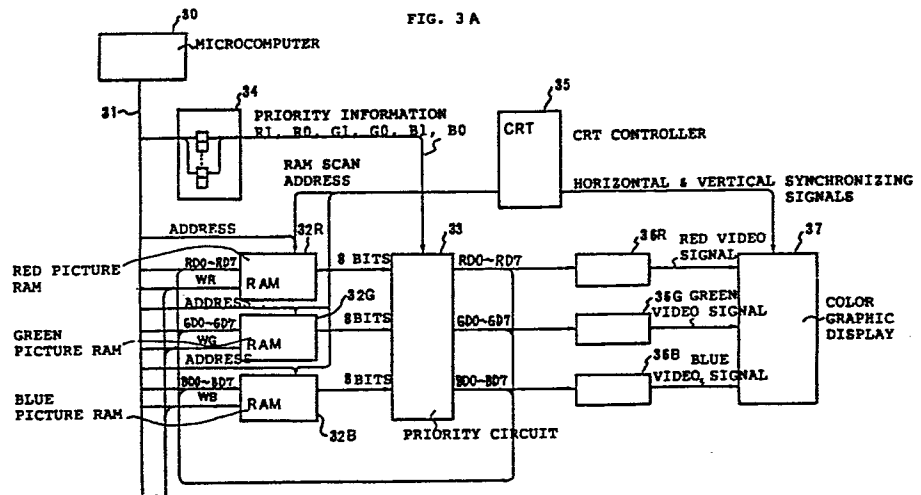 FIG. 3A
30
MICROCOMPUTER
31
34
PRIORITY INFORMATION
R1, R0, G1, G0, B1, B0
35
CRT
CRT CONTROLLER
RAM SCAN
ADDRESS
HORIZONTAL & VERTICAL SYNCHRONIZING
SIGNALS
ADDRESS
32R
33
36R
RED VIDEO
SIGNAL
37
RED PICTURE
RAM
RD0~RD7
WR
RAM
8 BITS
RD0~RD7
ADDRESS
32G
36G
GREEN
VIDEO SIGNAL
GREEN
PICTURE RAM
GD0~GD7
WG
RAM
8BITS
GD0~GD7
COLOR
GRAPHIC
DISPLAY
ADDRESS
36B
BLUE
VIDEO SIGNAL
BLUE
PICTURE RAM
BD0~BD7
WB
RAM
8BITS
BD0~BD7
32B
PRIORITY CIRCUIT